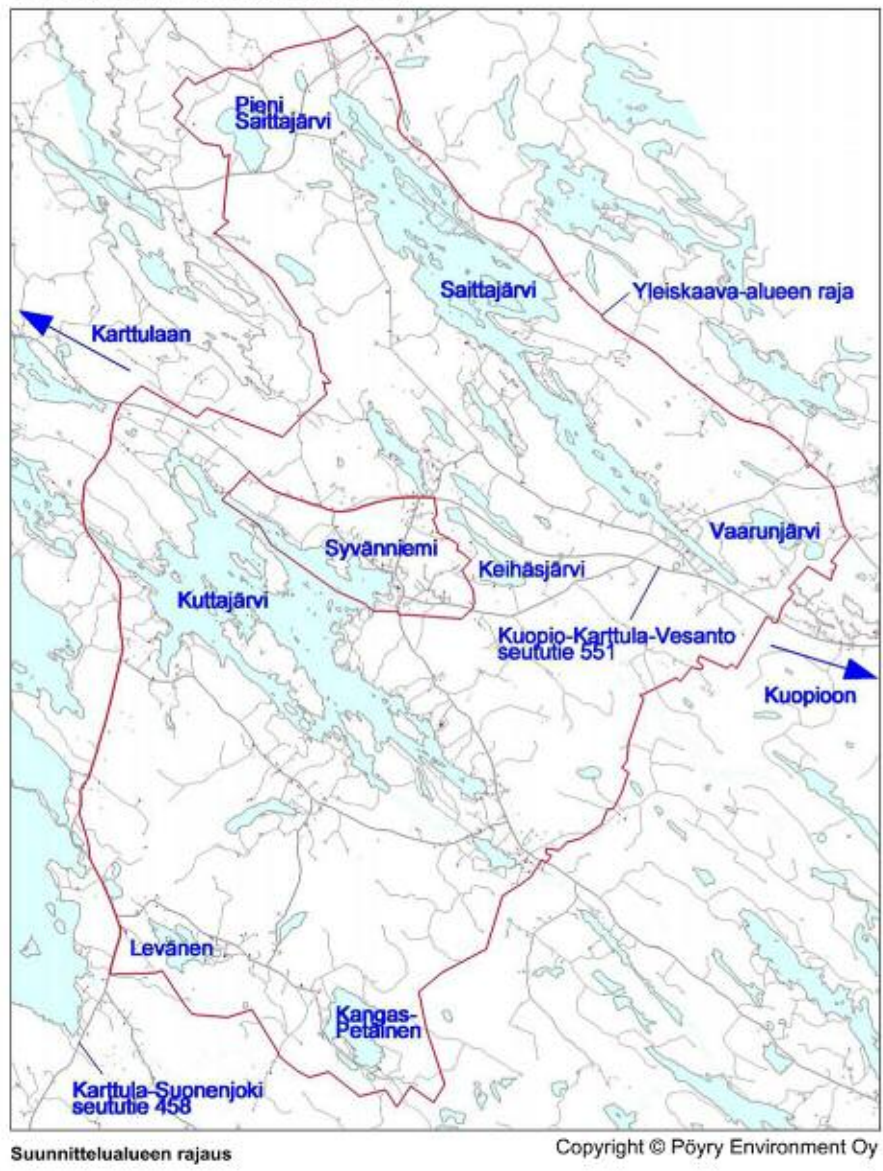 Pieni
Saittajärvi
Saittajärvi
Yleiskaava-alueen raja
Karttulaan
Vaarunjärvi
Syvänniemi
Keihäsjärvi
Kuttajärvi
Kuopio-Karttula-Vesanto
seututie 551
Kuopioon
Levänen
Kangas-
Petäinen
Karttula-Suonenjoki
seututie 458
Suunnittelualueen rajaus
Copyright © Pöyry Environment Oy